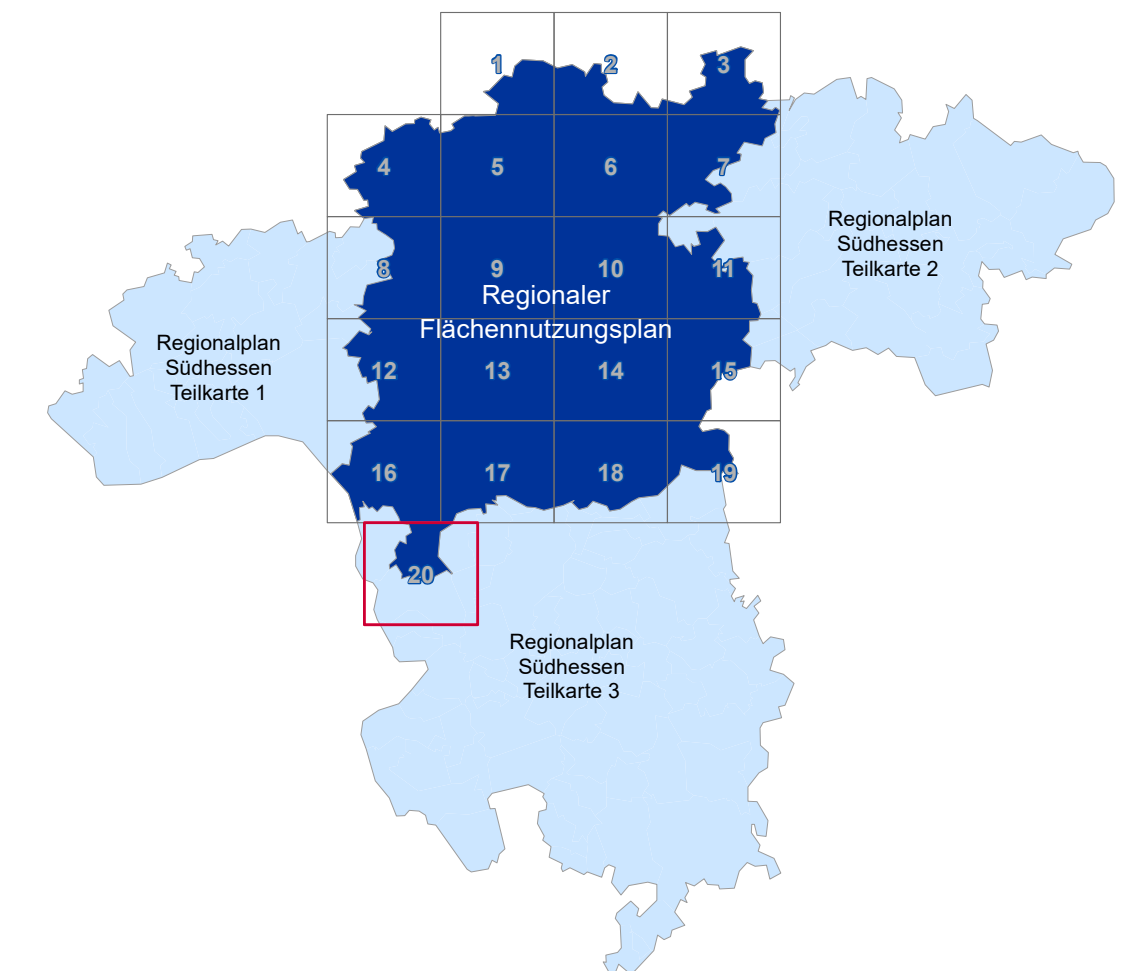 1
2
3
4
5
6
7
Regionalplan
Südhessen
Teilkarte 2
8
9
10
11
Regionaler
Flächennutzungsplan
Regionalplan
Südhessen
Teilkarte 1
12
13
14
15
16
17
18
19
20
Regionalplan
Südhessen
Teilkarte 3